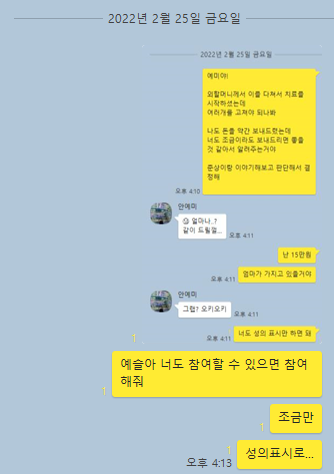 2022년 2월 25일 금요일
2022년 2월 25일 금요일
예미야!
외할머니께서 이를 다쳐서 치료를
시작하셨는데
여러개를 고쳐야 되나봐
나도 돈을 약간 보내드렸는데
너도 조금이라도 보내드리면 좋을
것 같아서 알려주는거야
준상이랑 이야기해보고 판단해서 결
정해
오후 4:10
안예미
얼마나..?
같이 드릴걸...
오후 4:11
난 15만원
엄마가 가지고 있을거야
오후 4:11
안예미
그랭? 오키오키
오후 4:11
너도 성의 표시만 하면 돼
오후 4:11
1
예슬아 너도 참여할 수 있으면 참여
해줘
1
조금만
1
성의표시로...
1
오후 4:13